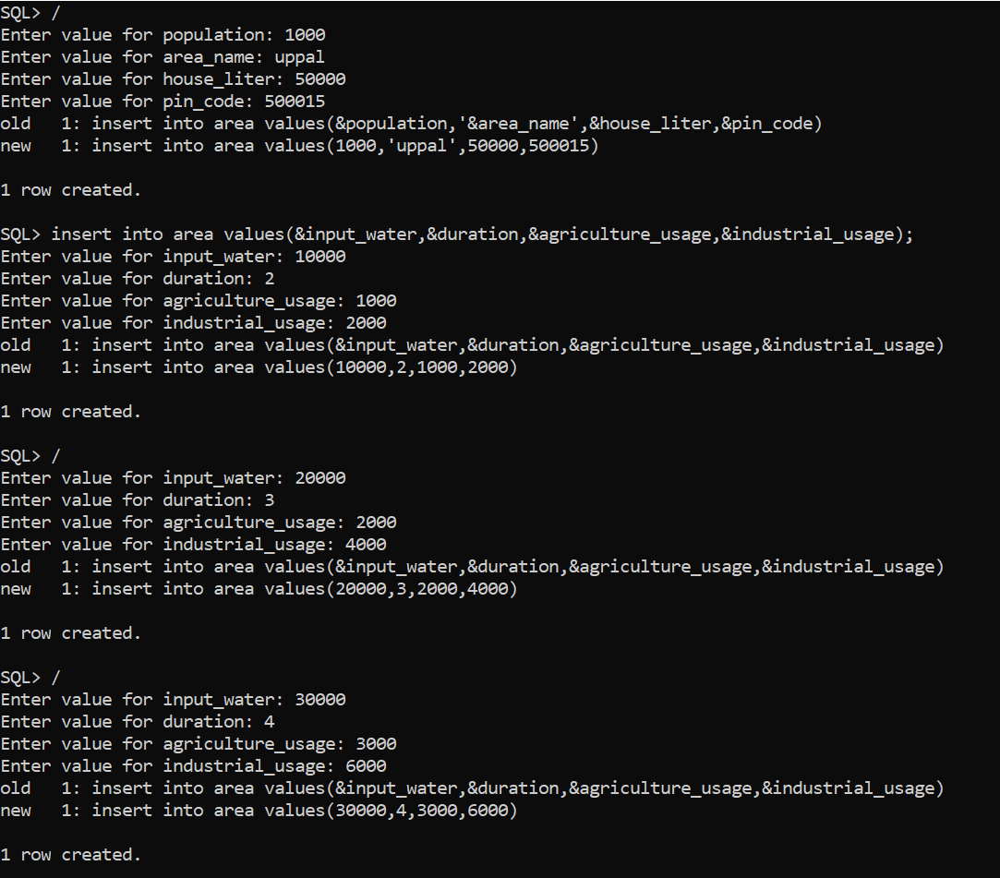 SQL> /
Enter value for population: 1000
Enter value for area_name: uppal
Enter value for house_liter: 50000
Enter value for pin_code: 500015
old   1: insert into area values(&population,'&area_name',&house_liter,&pin_code)
new   1: insert into area values(1000,'uppal',50000,500015)
1 row created.
SQL> insert into area values(&input_water,&duration,&agriculture_usage,&industrial_usage);
Enter value for input_water: 10000
Enter value for duration: 2
Enter value for agriculture_usage: 1000
Enter value for industrial_usage: 2000
old   1: insert into area values(&input_water,&duration,&agriculture_usage,&industrial_usage)
new   1: insert into area values(10000,2,1000,2000)
1 row created.
SQL> /
Enter value for input_water: 20000
Enter value for duration: 3
Enter value for agriculture_usage: 2000
Enter value for industrial_usage: 4000
old   1: insert into area values(&input_water,&duration,&agriculture_usage,&industrial_usage)
new   1: insert into area values(20000,3,2000,4000)
1 row created.
SQL> /
Enter value for input_water: 30000
Enter value for duration: 4
Enter value for agriculture_usage: 3000
Enter value for industrial_usage: 6000
old   1: insert into area values(&input_water,&duration,&agriculture_usage,&industrial_usage)
new   1: insert into area values(30000,4,3000,6000)
1 row created.